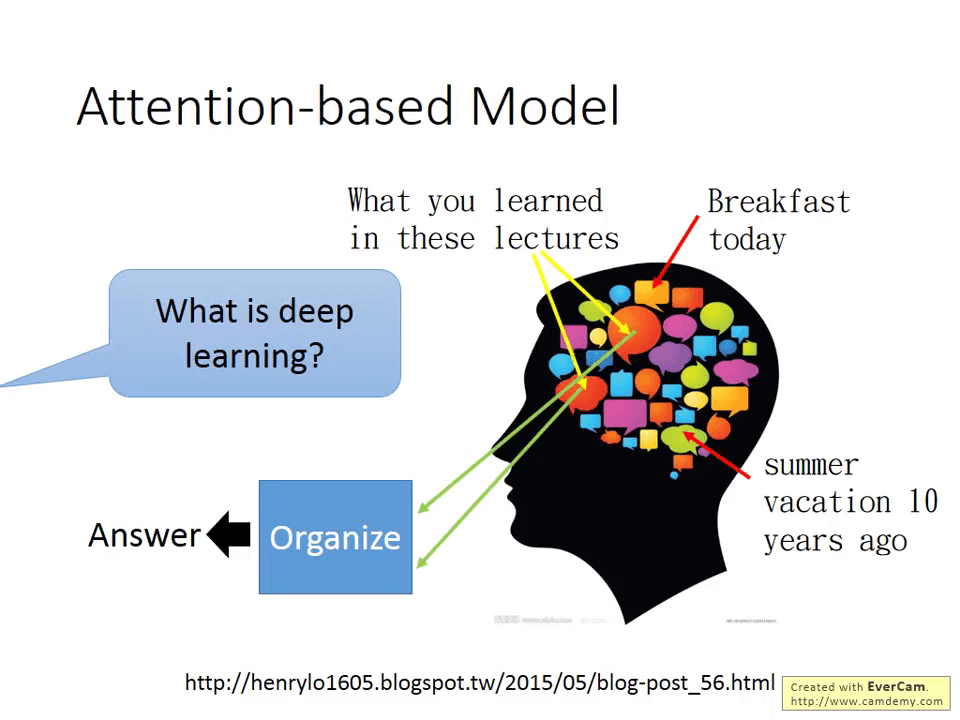 Attention-based Model
What you learned
in these lectures
Breakfast
today
What is deep
learning?
summer
vacation 10
years ago
Answer
Organize
http://henrylo1605.blogspot.tw/2015/05/blog-post_56.html
Created with EverCam.
http://www.camdemy.com